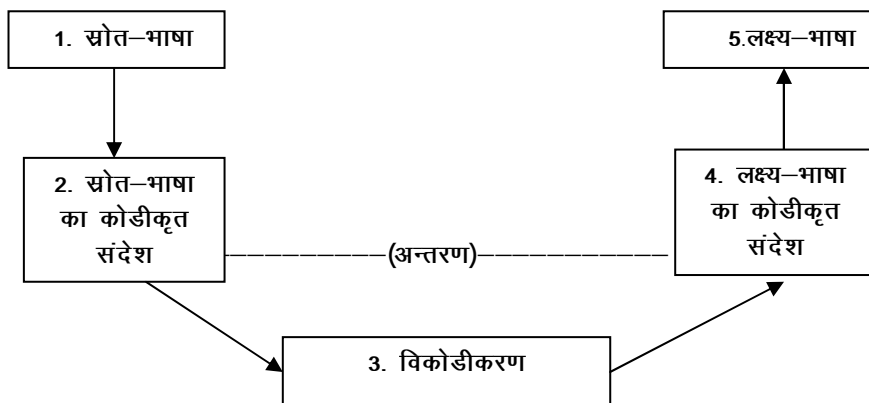 1. स्रोत–भाषा
5.लक्ष्य–भाषा
2. स्रोत–भाषा
का कोडीकृत
संदेश
4. लक्ष्य–भाषा
का कोडीकृत
संदेश
(अन्तरण)
3. विकोडीकरण